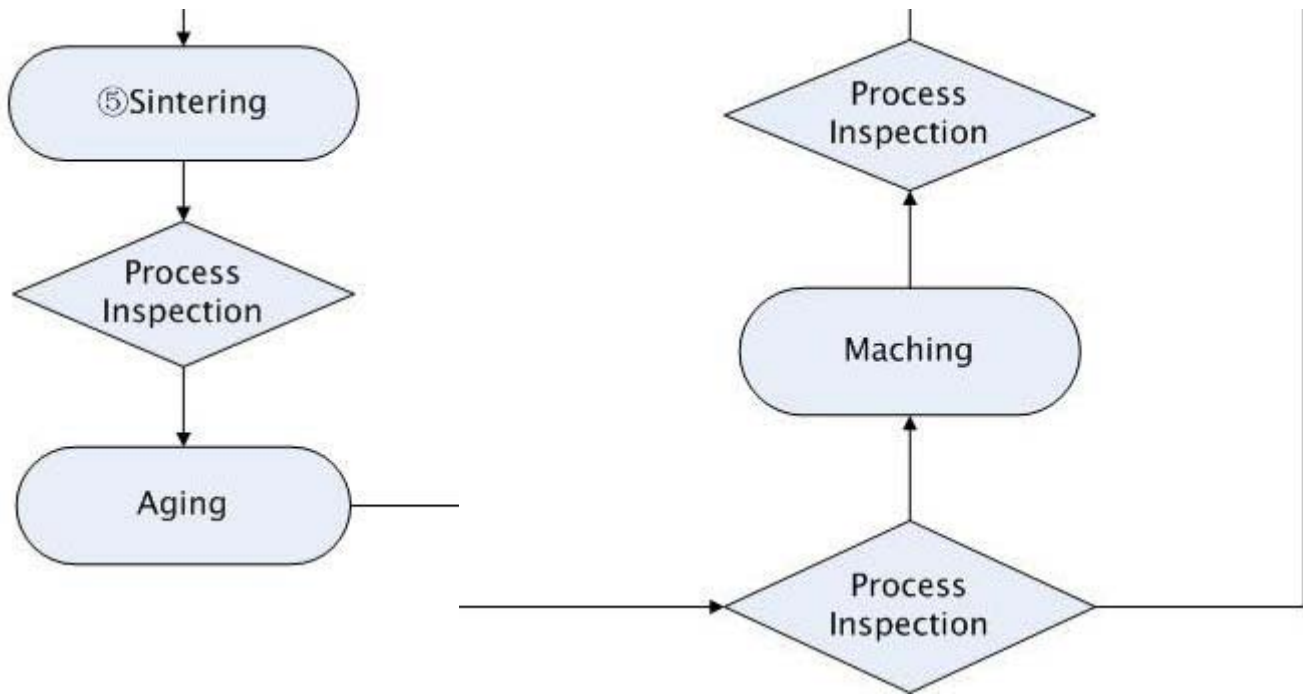 ⑤Sintering
Process
Inspection
Aging
Process
Inspection
Maching
Process
Inspection